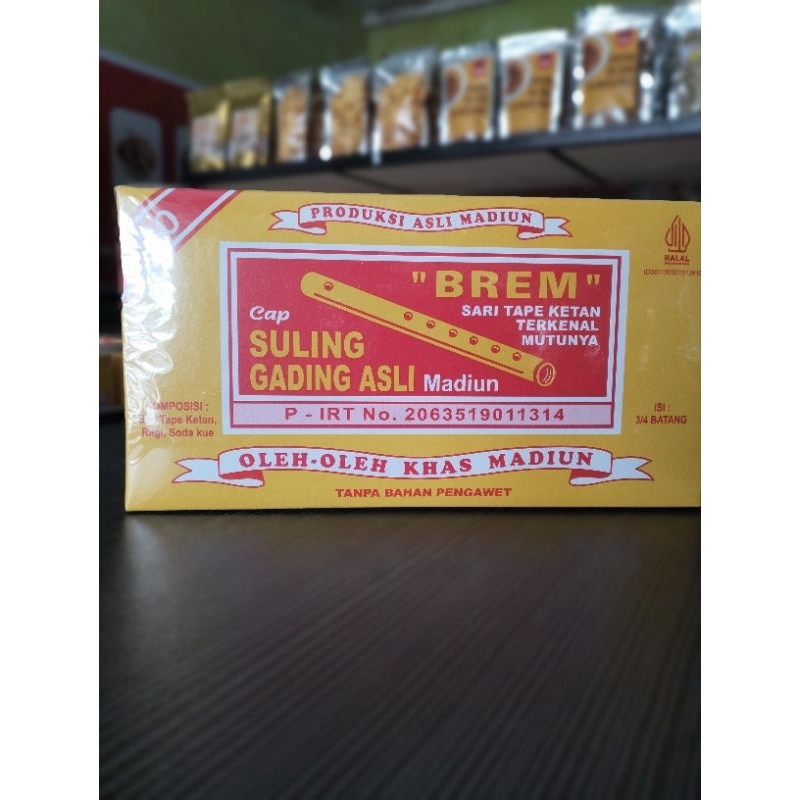 PRODUKSI ASLI MADIUN
HALAL
"BREM"
SARI TAPE KETAN
TERKENAL
MUTUNYA
Cap
SULING
GADING ASLI Madiun
P - IRT No. 2063519011314
KOMPOSISI :
Tape Ketan,
Ragi, Soda kue
ISI :
3/4 BATANG
OLEH-OLEH KHAS MADIUN
TANPA BAHAN PENGAWET